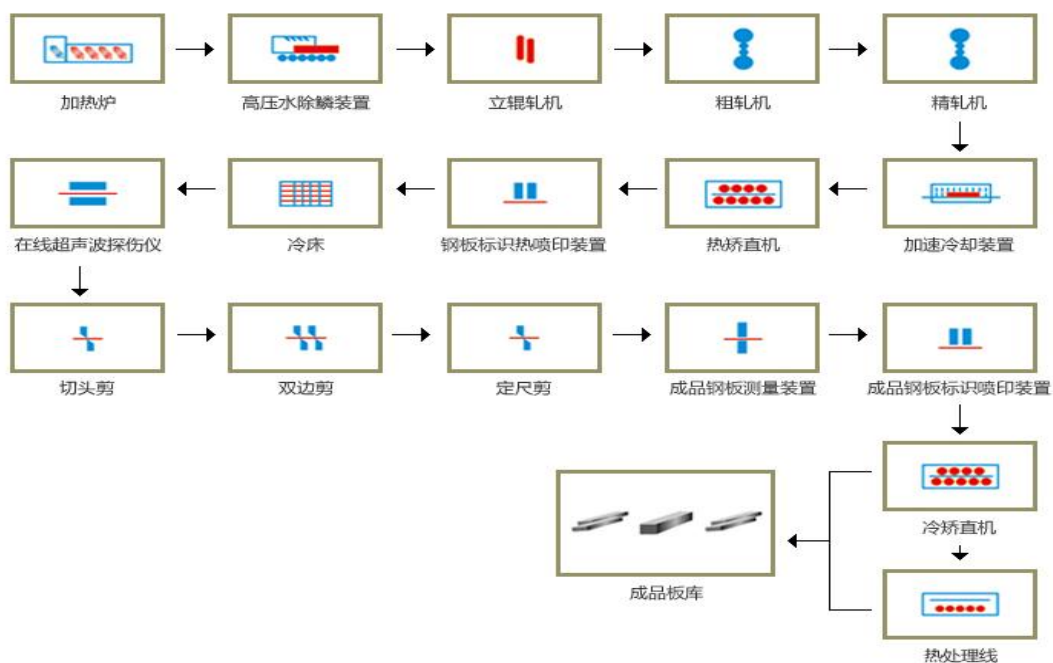 加热炉
高压水除鳞装置
立辊轧机
粗轧机
精轧机
在线超声波探伤仪
冷床
钢板标识热喷印装置
热矫直机
加速冷却装置
切头剪
双边剪
定尺剪
成品钢板测量装置
成品钢板标识喷印装置
冷矫直机
成品板库
热处理线